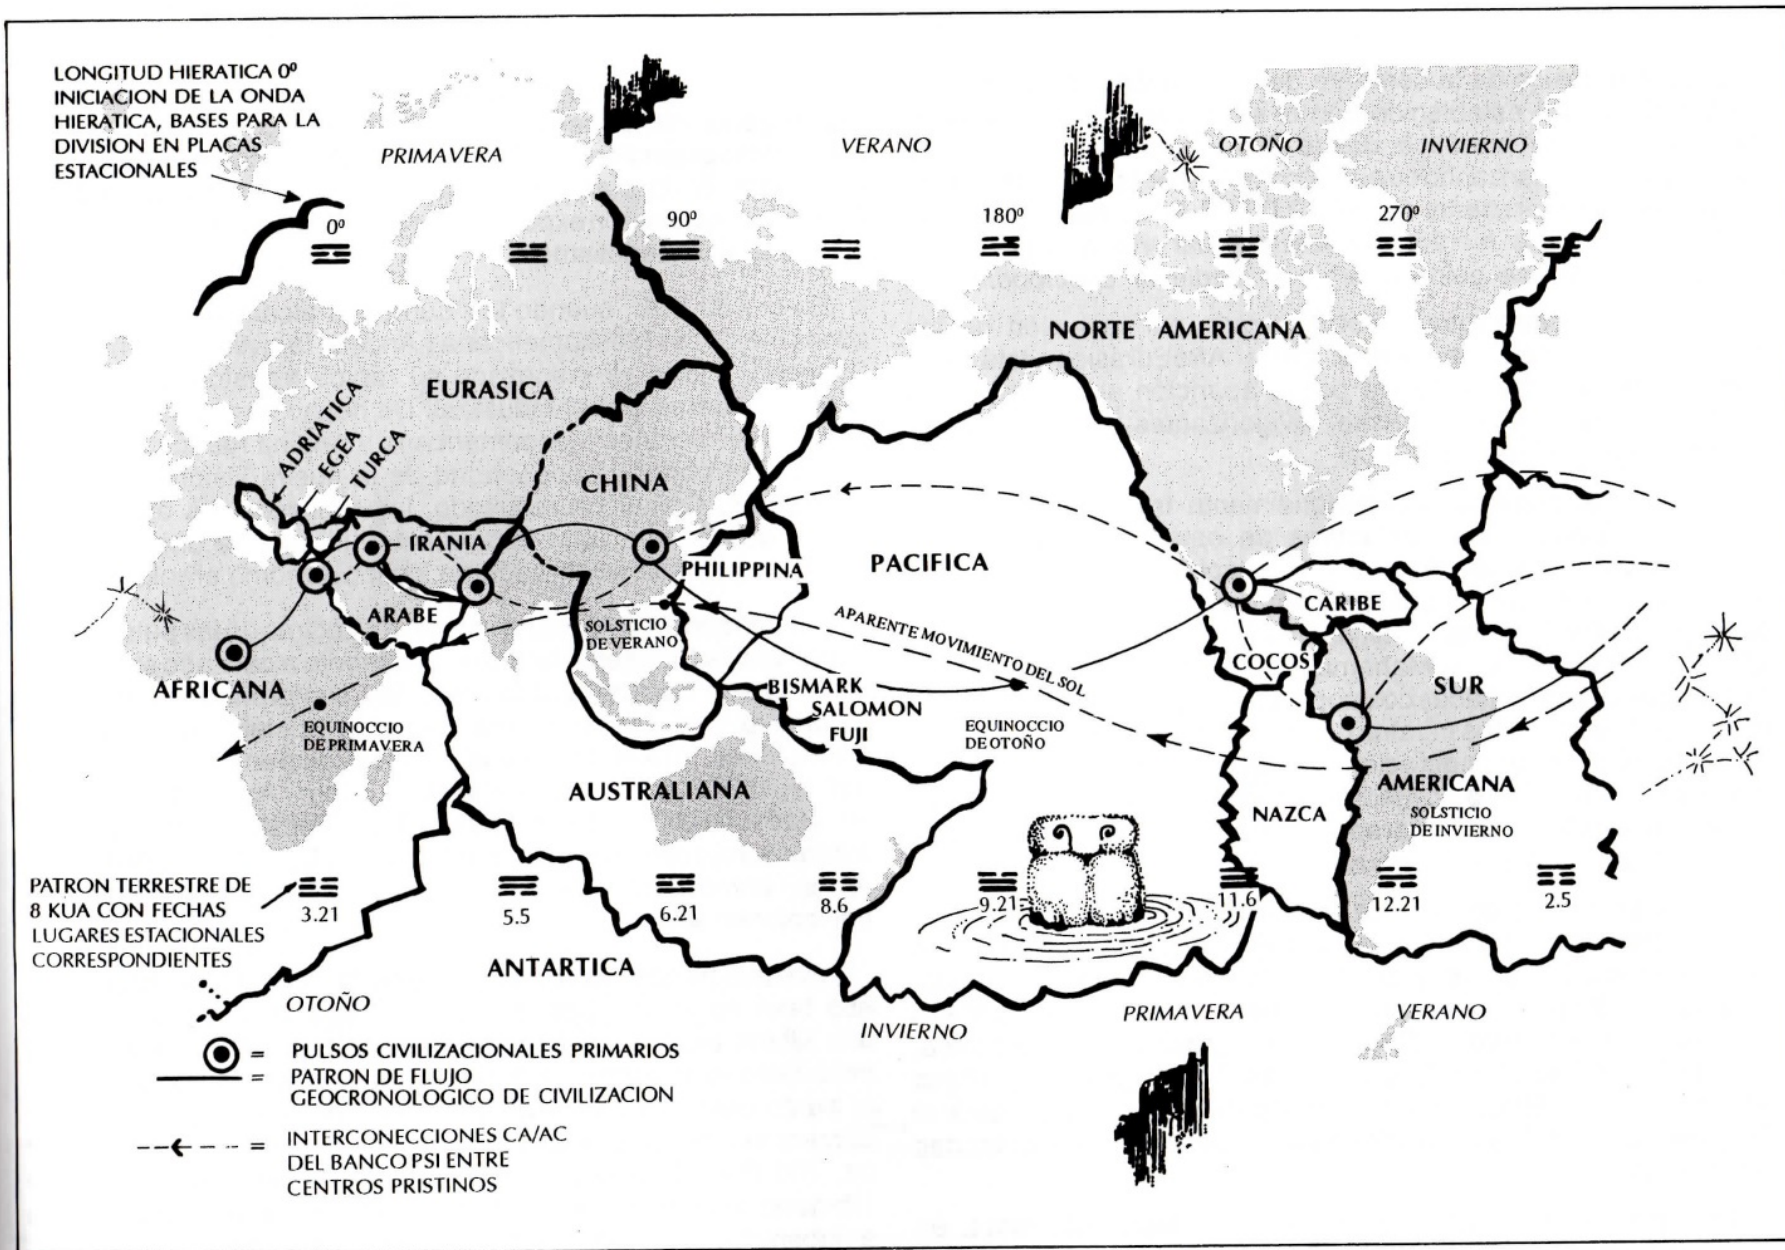 LONGITUD HIERATICA 0º
INICIACION DE LA ONDA
HIERATICA, BASES PARA LA
DIVISION EN PLACAS
ESTACIONALES
PRIMAVERA
VERANO
OTOÑO
INVIERNO
0º
90º
180º
270º
NORTE AMERICANA
EURASICA
ADRIATICA
EGEA
TURCA
CHINA
IRANIA
PHILIPPINA
PACIFICA
ARABE
CARIBE
SOLSTICIO
DE VERANO
APARENTE MOVIMIENTO DEL SOL
COCOS
AFRICANA
BISMARK
SALOMON
FUJI
SUR
EQUINOCCIO
DE PRIMAVERA
EQUINOCCIO
DE OTOÑO
AUSTRALIANA
AMERICANA
NAZCA
SOLSTICIO
DE INVIERNO
PATRON TERRESTRE DE
8 KUA CON FECHAS
LUGARES ESTACIONALES
CORRESPONDIENTES
3.21
5.5
6.21
8.6
9.21
11.6
12.21
2.5
ANTARTICA
OTOÑO
INVIERNO
PRIMAVERA
VERANO
= PULSOS CIVILIZACIONALES PRIMARIOS
= PATRON DE FLUJO
GEOCRONOLOGICO DE CIVILIZACION
= INTERCONECCIONES CA/AC
DEL BANCO PSI ENTRE
CENTROS PRISTINOS